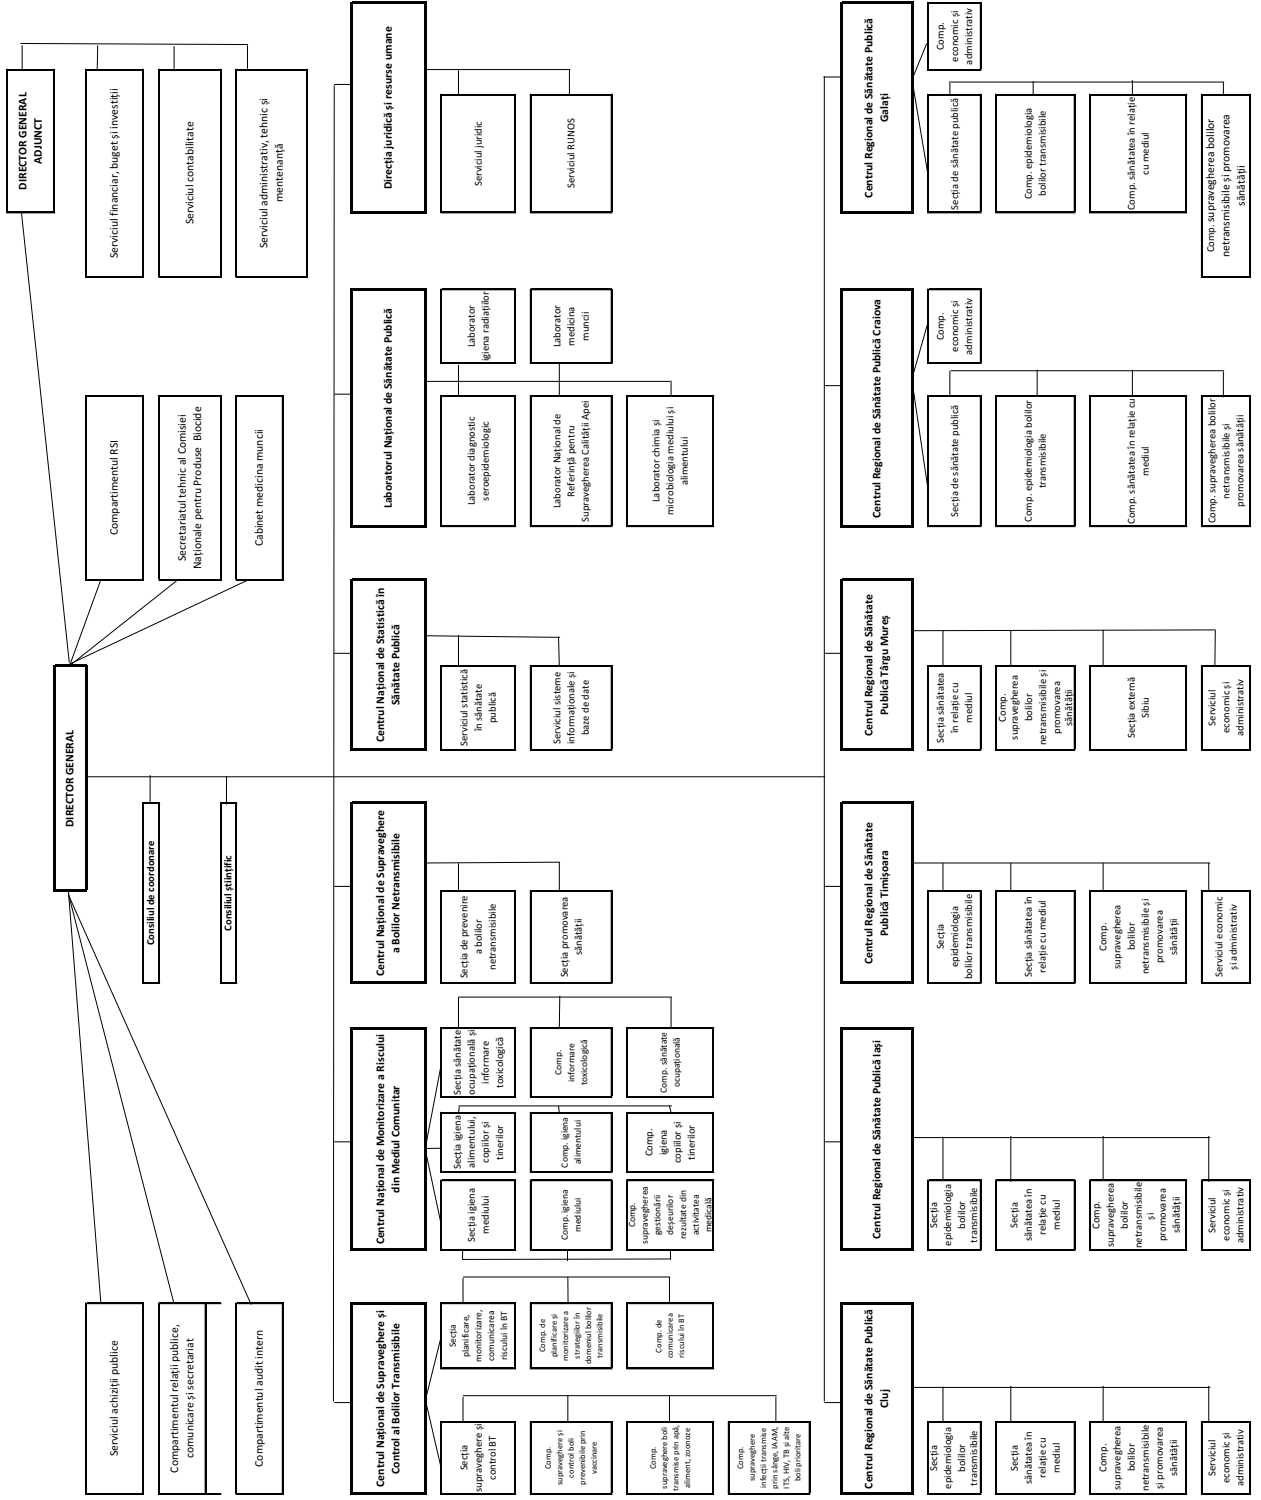 DIRECTOR GENERAL
DIRECTOR GENERAL
ADJUNCT
Serviciul achiziții publice
Compartimentul relații publice,
comunicare și secretariat
Compartimentul audit intern
Consiliul de coordonare
Consiliul științific
Compartimentul RSI
Secretariatul tehnic al Comisiei
Naționale pentru Produse Biocide
Cabinet medicina muncii
Serviciul financiar, buget și investiții
Serviciul contabilitate
Serviciul administrativ, tehnic și
mentenanță
Centrul Național de Supraveghere și
Control al Bolilor Transmisibile
Secția
supraveghere și
control BT
Comp.
supraveghere și
control boli
prevenibile prin
vaccinare
Comp.
supraveghere boli
transmise prin apă,
aliment, zoonoze
Comp.
supraveghere
infecții transmise
prin sânge, IAAM,
ITS, HIV, TB și alte
boli prioritare
Secția
planificare,
monitorizare,
comunicarea
riscului în BT
Comp. de
planificare și
monitorizare a
strategiilor în
domeniul bolilor
transmisibile
Comp. de
comunicarea
riscului în BT
Centrul Național de Monitorizare a Riscului
din Mediul Comunitar
Secția igiena
mediului
Comp. igiena
mediului
Comp.
supravegherea
gestionării
deșeurilor
rezultate din
activitatea
medicală
Secția igiena
alimentului,
copiilor și
tinerilor
Comp. igiena
alimentului
Comp.
igiena
copiilor și
tinerilor
Secția sănătate
ocupațională și
informare
toxicologică
Comp.
informare
toxicologică
Comp. sănătate
ocupațională
Centrul Național de Supraveghere
a Bolilor Netransmisibile
Secția de prevenire
a bolilor
netransmisibile
Secția promovarea
sănătății
Centrul Național de Statistică în
Sănătate Publică
Serviciul statistică
în sănătate
publică
Serviciul sisteme
informaționale și
baze de date
Laboratorul Național de Sănătate Publică
Laborator diagnostic
seroepidemiologic
Laborator Național de
Referință pentru
Supravegherea Calității Apei
Laborator chimia și
microbiologia mediului și
alimentului
Laborator
igiena radiațiilor
Laborator
medicina
muncii
Direcția juridică și resurse umane
Serviciul juridic
Serviciul RUNOS
Centrul Regional de Sănătate Publică
Cluj
Secția
epidemiologia
bolilor
transmisibile
Secția
sănătatea în
relație cu
mediul
Comp.
supravegherea
bolilor
netransmisibile
și promovarea
sănătății
Serviciul
economic și
administrativ
Centrul Regional de Sănătate Publică Iași
Secția
epidemiologia
bolilor
transmisibile
Secția
sănătatea în
relație cu
mediul
Comp.
supravegherea
bolilor
netransmisibile
și
promovarea
sănătății
Serviciul
economic și
administrativ
Centrul Regional de Sănătate
Publică Timișoara
Secția
epidemiologia
bolilor transmisibile
Secția sănătatea în
relație cu mediul
Comp.
supravegherea
bolilor
netransmisibile și
promovarea
sănătății
Serviciul economic
și administrativ
Centrul Regional de Sănătate
Publică Târgu Mureș
Secția sănătatea
în relație cu
mediul
Comp.
supravegherea
bolilor
netransmisibile și
promovarea
sănătății
Secția externă
Sibiu
Serviciul
economic și
administrativ
Centrul Regional de Sănătate Publică Craiova
Secția de sănătate publică
Comp. epidemiologia bolilor
transmisibile
Comp. sănătatea în relație cu
mediul
Comp. supravegherea bolilor
netransmisibile și
promovarea sănătății
Comp.
economic și
administrativ
Centrul Regional de Sănătate Publică
Galați
Secția de sănătate publică
Comp. epidemiologia
bolilor transmisibile
Comp. sănătatea în relație
cu mediul
Comp. supravegherea bolilor
netransmisibile și promovarea
sănătății
Comp.
economic și
administrativ